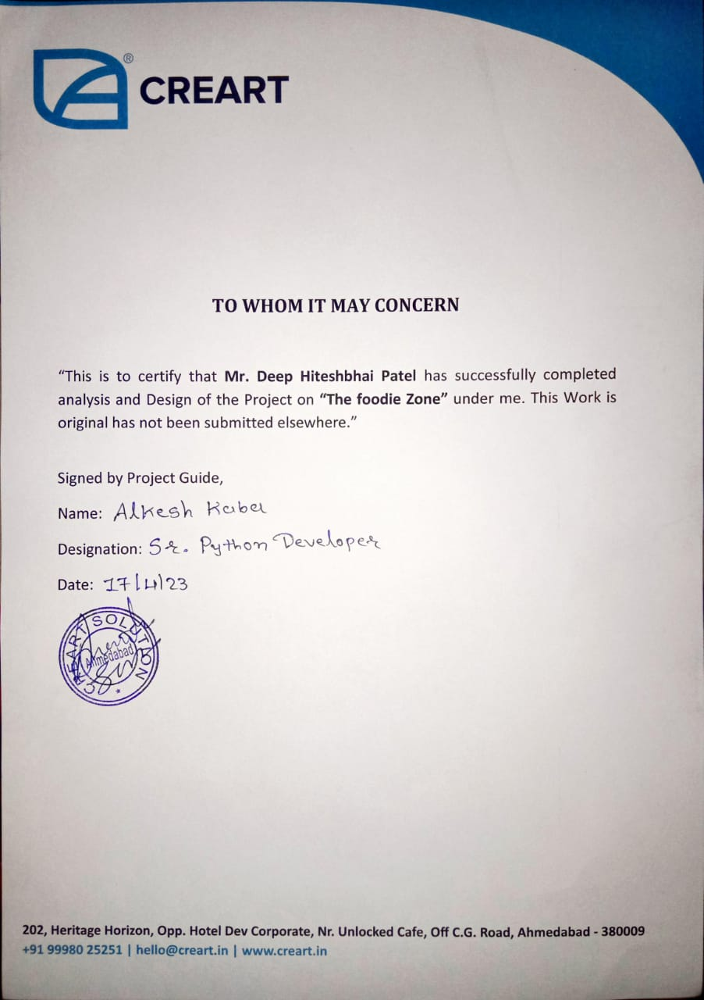 ®
CREART
TO WHOM IT MAY CONCERN
“This is to certify that Mr. Deep Hiteshbhai Patel has successfully completed
analysis and Design of the Project on “The foodie Zone” under me. This Work is
original has not been submitted elsewhere.”
Signed by Project Guide,
Name: Alkesh Kaba
Designation: Sr. Python Developer
Date: 17/4/23
CREART SOLUTION
Ahmedabad
202, Heritage Horizon, Opp. Hotel Dev Corporate, Nr. Unlocked Cafe, Off C.G. Road, Ahmedabad - 380009
+91 99980 25251 | hello@creart.in | www.creart.in